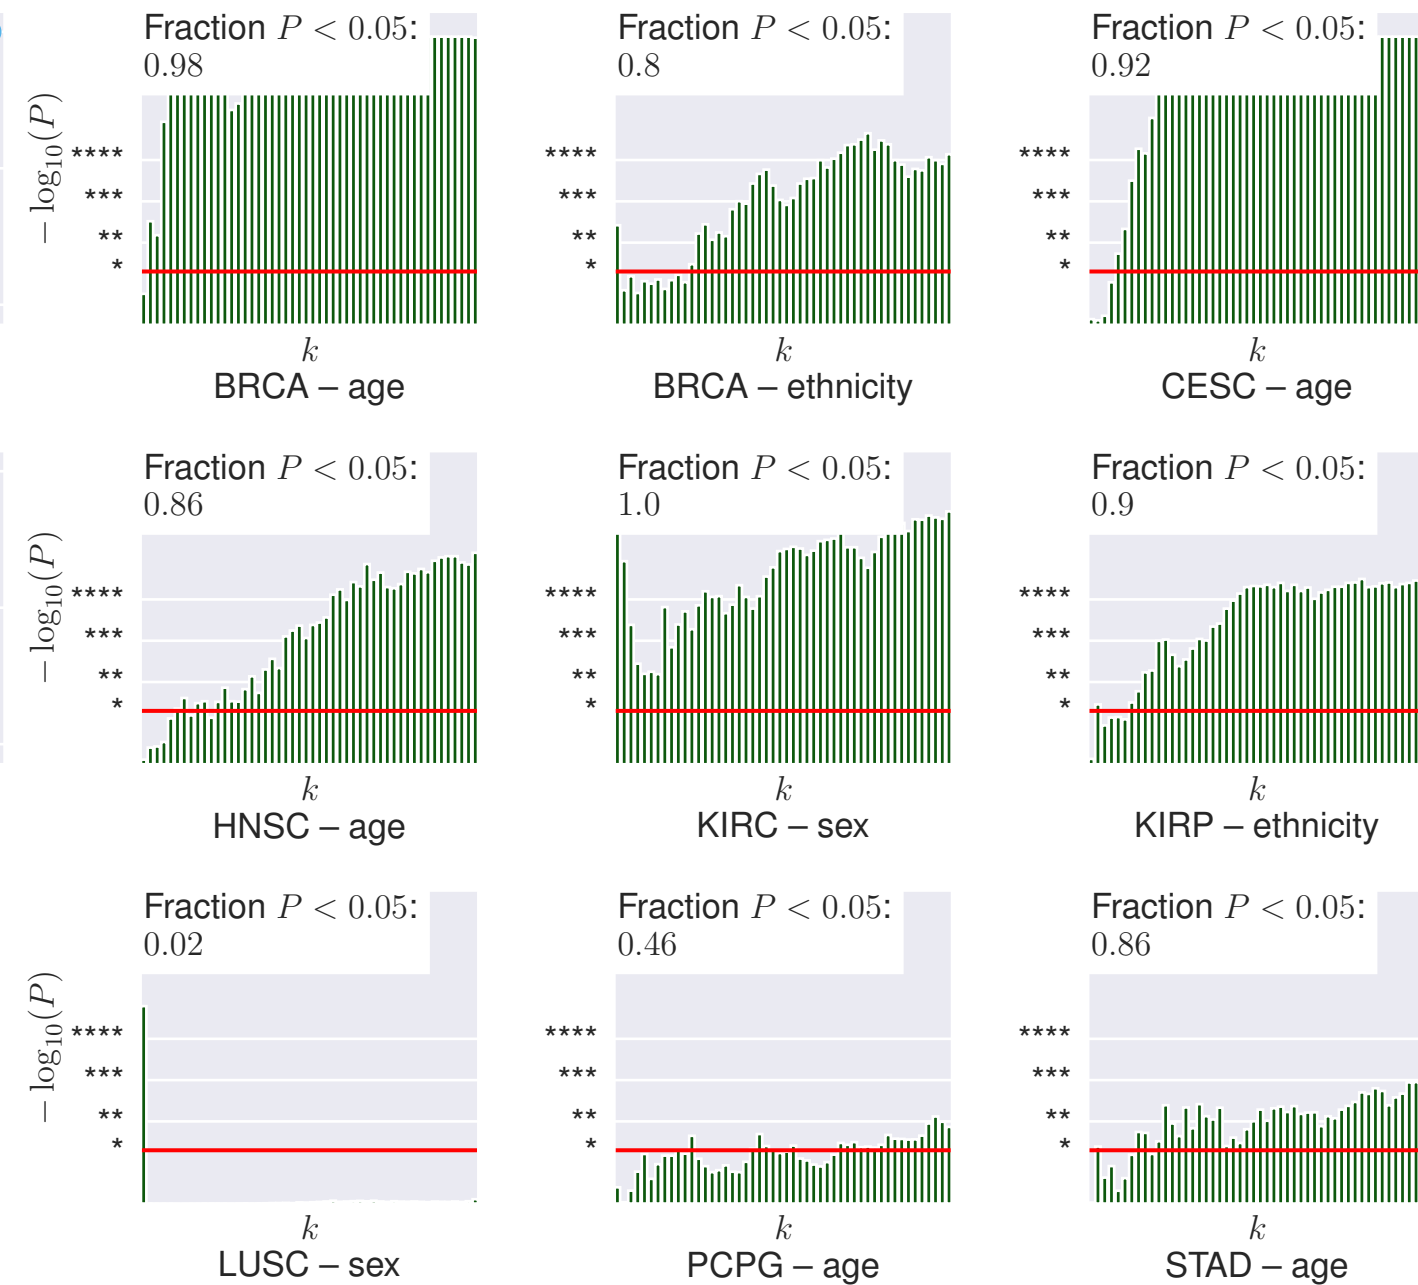 Fraction P < 0.05:
0.98
Fraction P < 0.05:
0.8
Fraction P < 0.05:
0.92
− log10(P)
****
***
**
*
****
***
**
*
****
***
**
*
k
k
k
BRCA – age
BRCA – ethnicity
CESC – age
Fraction P < 0.05:
0.86
Fraction P < 0.05:
1.0
Fraction P < 0.05:
0.9
− log10(P)
****
***
**
*
****
***
**
*
****
***
**
*
k
k
k
HNSC – age
KIRC – sex
KIRP – ethnicity
Fraction P < 0.05:
0.02
Fraction P < 0.05:
0.46
Fraction P < 0.05:
0.86
− log10(P)
****
***
**
*
****
***
**
*
****
***
**
*
k
k
k
LUSC – sex
PCPG – age
STAD – age